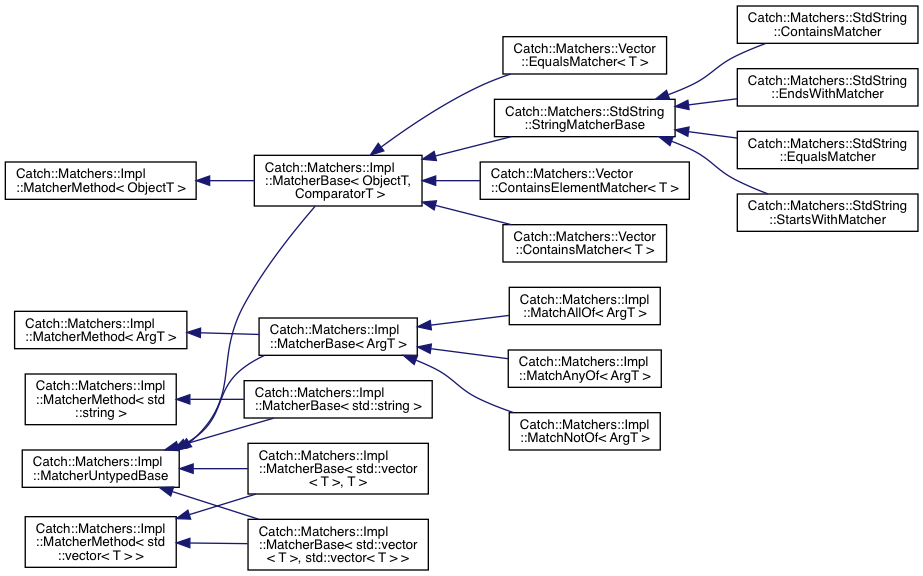 Catch::Matchers::Impl
::MatcherMethod< ObjectT >
Catch::Matchers::Impl
::MatcherMethod< ArgT >
Catch::Matchers::Impl
::MatcherMethod< std
::string >
Catch::Matchers::Impl
::MatcherUntypedBase
Catch::Matchers::Impl
::MatcherMethod< std
::vector< T > >
Catch::Matchers::Impl
::MatcherBase< ObjectT,
ComparatorT >
Catch::Matchers::Impl
::MatcherBase< ArgT >
Catch::Matchers::Impl
::MatcherBase< std::string >
Catch::Matchers::Impl
::MatcherBase< std::vector
< T >, T >
Catch::Matchers::Impl
::MatcherBase< std::vector
< T >, std::vector< T > >
Catch::Matchers::Vector
::EqualsMatcher< T >
Catch::Matchers::StdString
::StringMatcherBase
Catch::Matchers::Vector
::ContainsElementMatcher< T >
Catch::Matchers::Vector
::ContainsMatcher< T >
Catch::Matchers::Impl
::MatchAllOf< ArgT >
Catch::Matchers::Impl
::MatchAnyOf< ArgT >
Catch::Matchers::Impl
::MatchNotOf< ArgT >
Catch::Matchers::StdString
::ContainsMatcher
Catch::Matchers::StdString
::EndsWithMatcher
Catch::Matchers::StdString
::EqualsMatcher
Catch::Matchers::StdString
::StartsWithMatcher